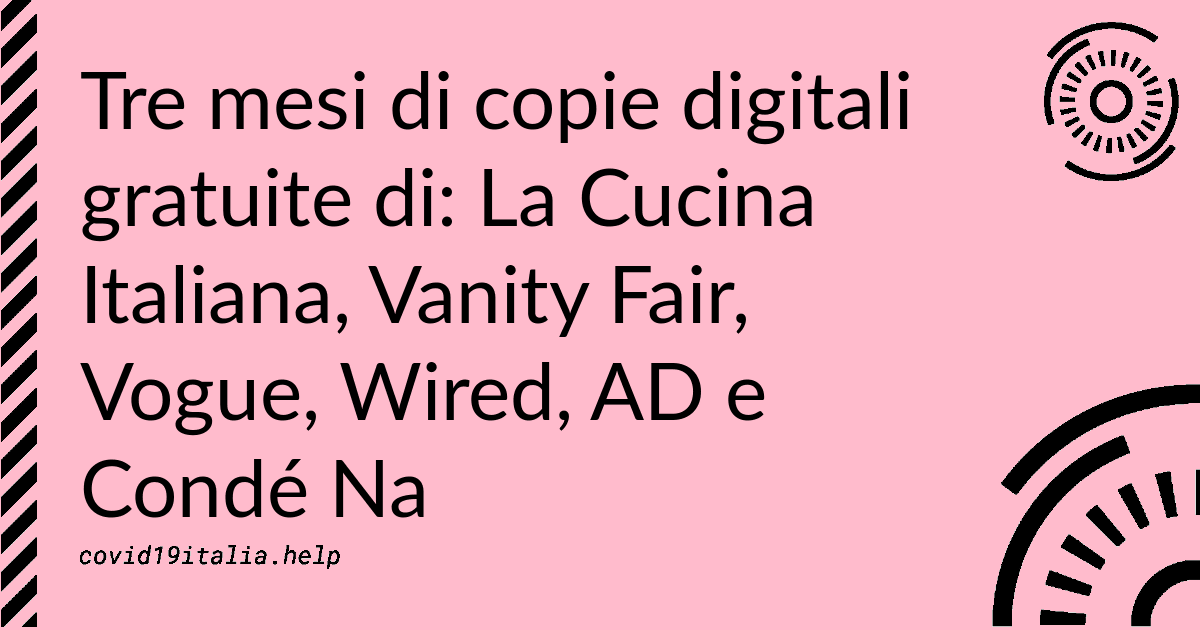 Tre mesi di copie digitali
gratuite di: La Cucina
Italiana, Vanity Fair,
Vogue, Wired, AD e
Condé Na
covid19italia.help